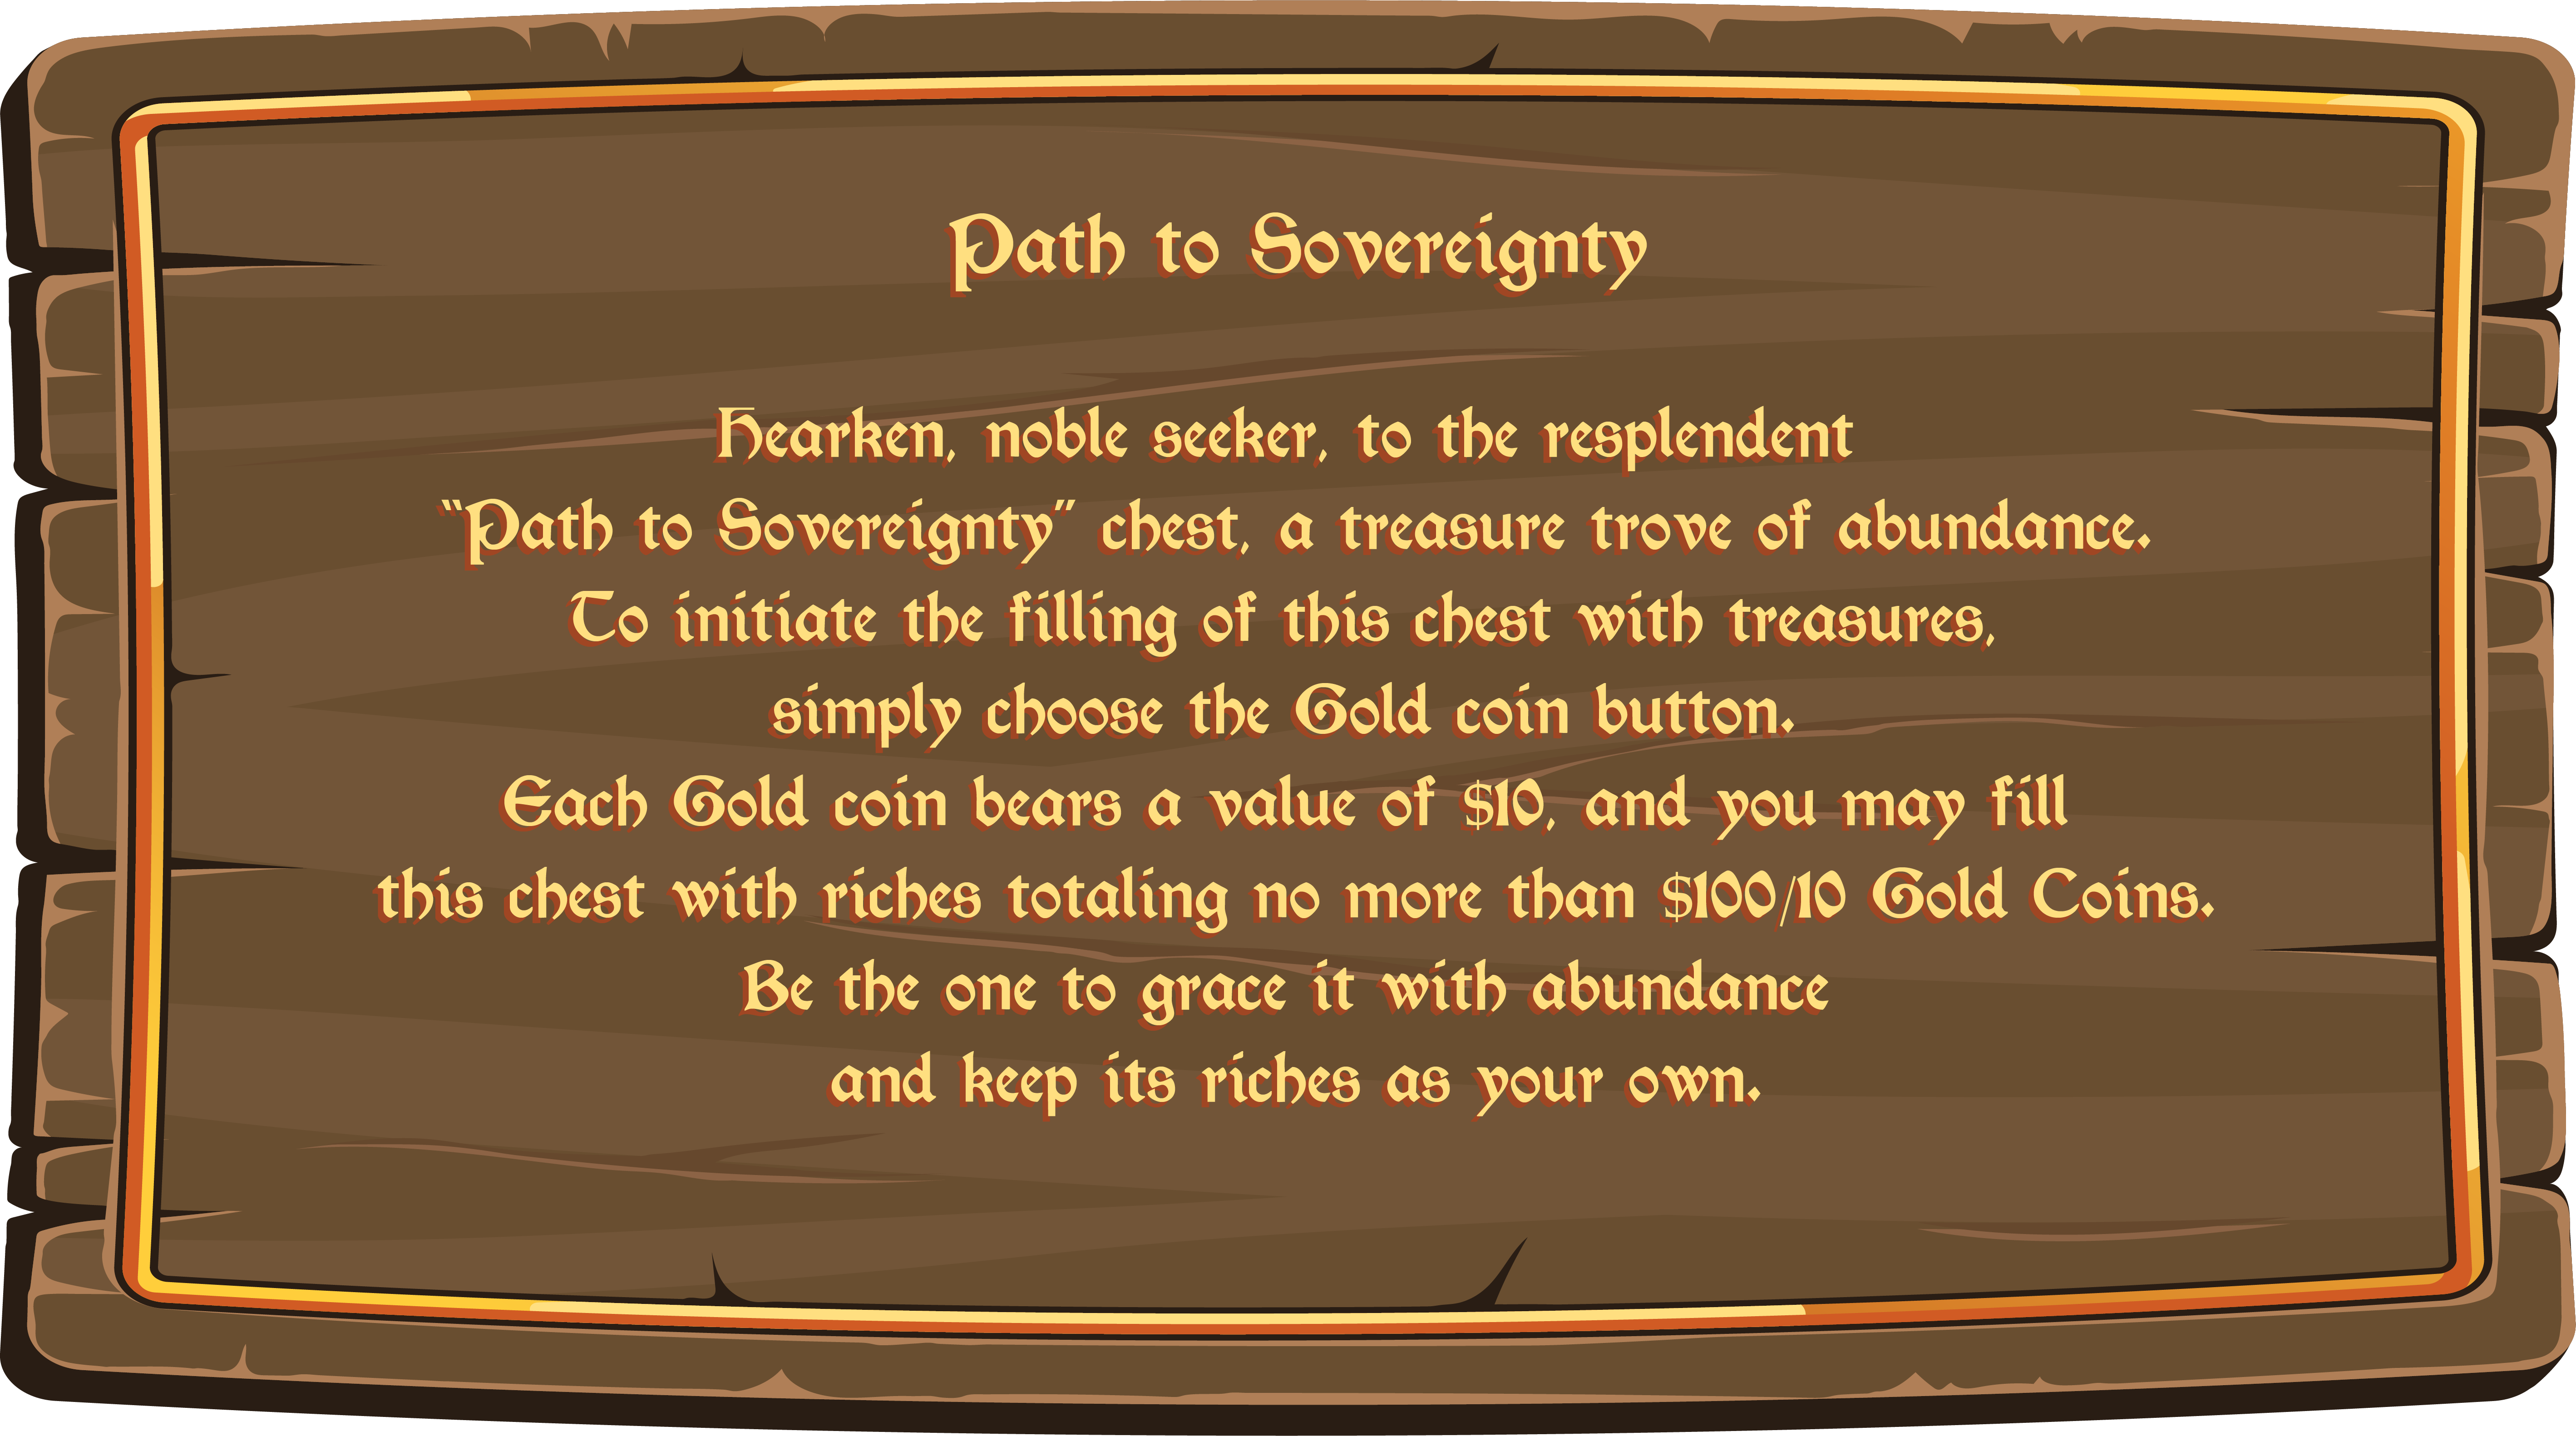 Path to Sovereignty
Hearken, noble seeker, to the resplendent
"Path to Sovereignty" chest, a treasure trove of abundance.
To initiate the filling of this chest with treasures,
simply choose the Gold coin button.
Each Gold coin bears a value of $10, and you may fill
this chest with riches totaling no more than $100/10 Gold Coins.
Be the one to grace it with abundance
and keep its riches as your own.